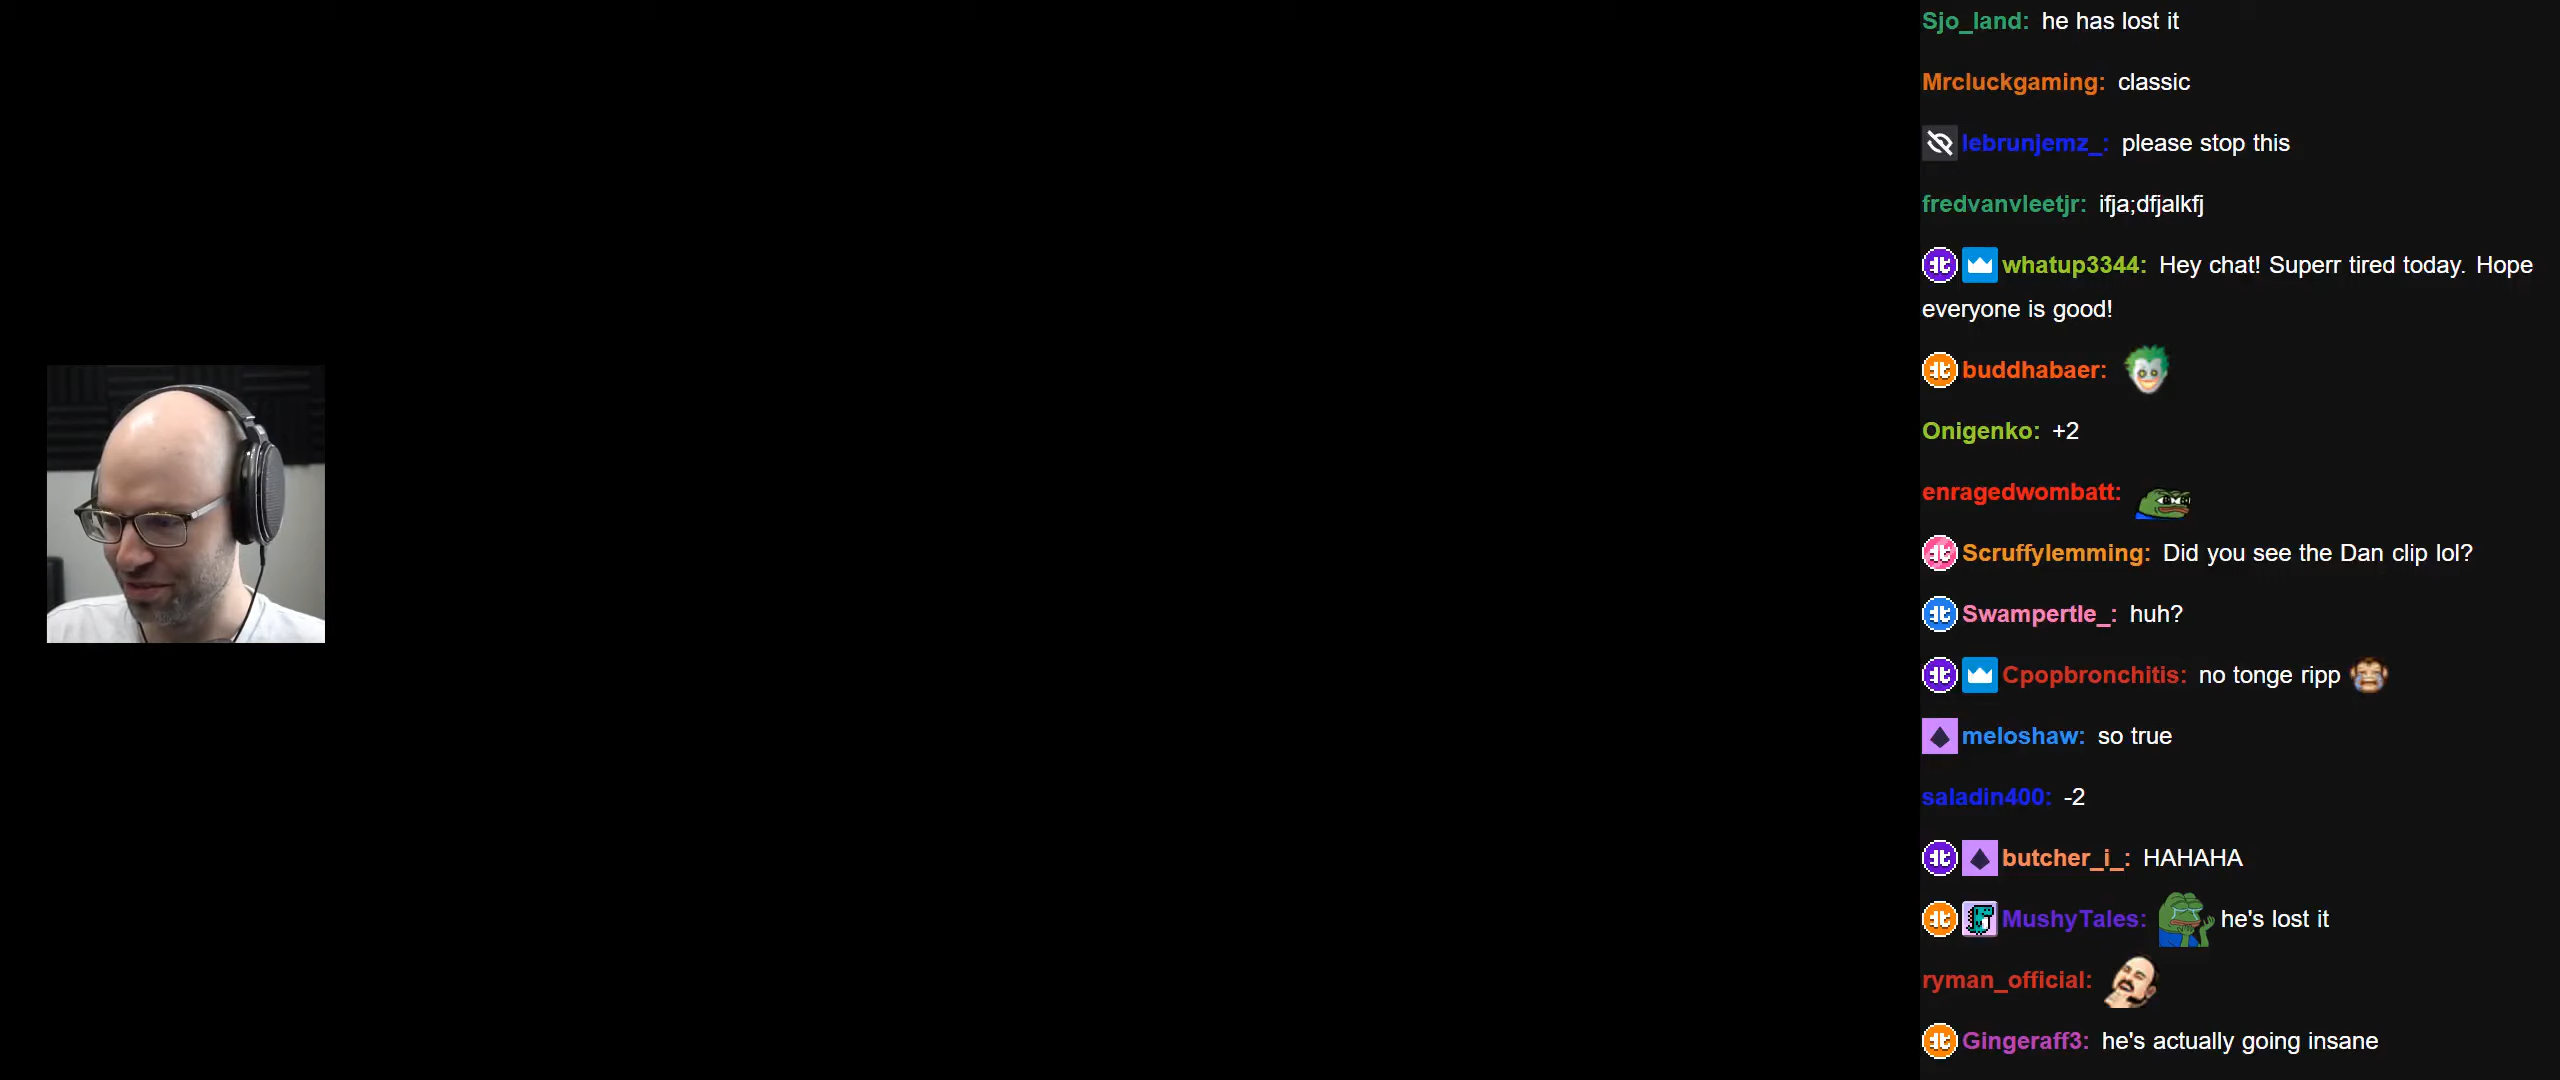 Sjo_land: he has lost it
Mrcluckgaming: classic
lebrunjemz_: please stop this
fredvanvleetjr: ifja;dfjalkfj
whatup3344: Hey chat! Superr tired today. Hope
everyone is good!
buddhabaer:
Onigenko: +2
enragedwombatt:
Scruffylemming: Did you see the Dan clip lol?
Swampertle_: huh?
Cpopbronchitis: no tonge ripp
meloshaw: so true
saladin400: -2
butcher_i_: HAHAHA
MushyTales: he's lost it
ryman_official:
Gingeraff3: he's actually going insane